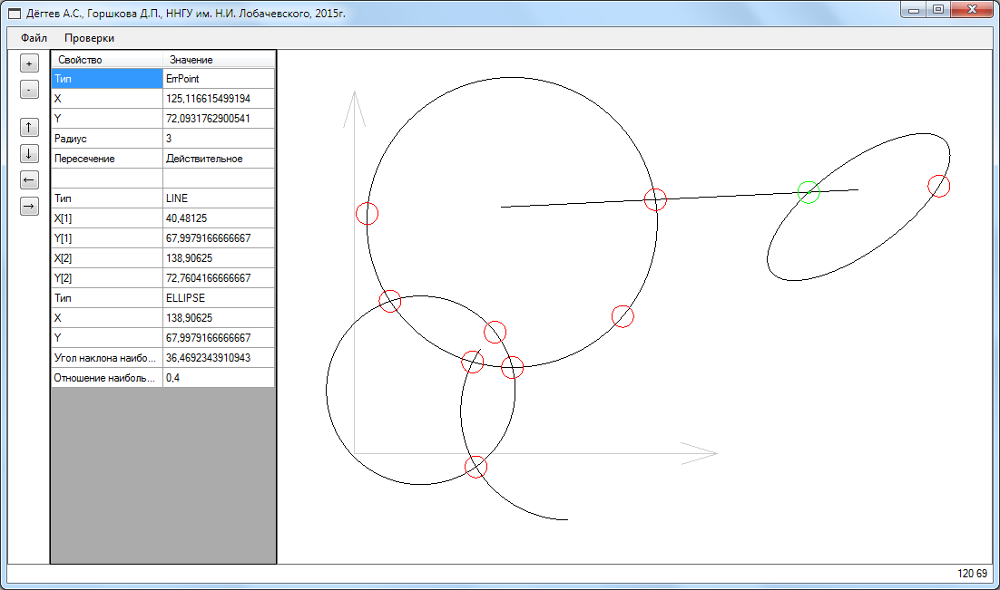 Дёгтев А.С., Горшкова Д.П., ННГУ им. Н.И. Лобачевского, 2015г.
Файл Проверки
+
-
↑
↓
←
→
Свойство Значение
Тип ErrPoint
X 125,116615499194
Y 72,0931762900541
Радиус 3
Пересечение Действительное
Тип LINE
X[1] 40,48125
Y[1] 67,9979166666667
X[2] 138,90625
Y[2] 72,7604166666667
Тип ELLIPSE
X 138,90625
Y 67,9979166666667
Угол наклона наибо... 36,4692343910943
Отношение наиболь... 0,4
120 69